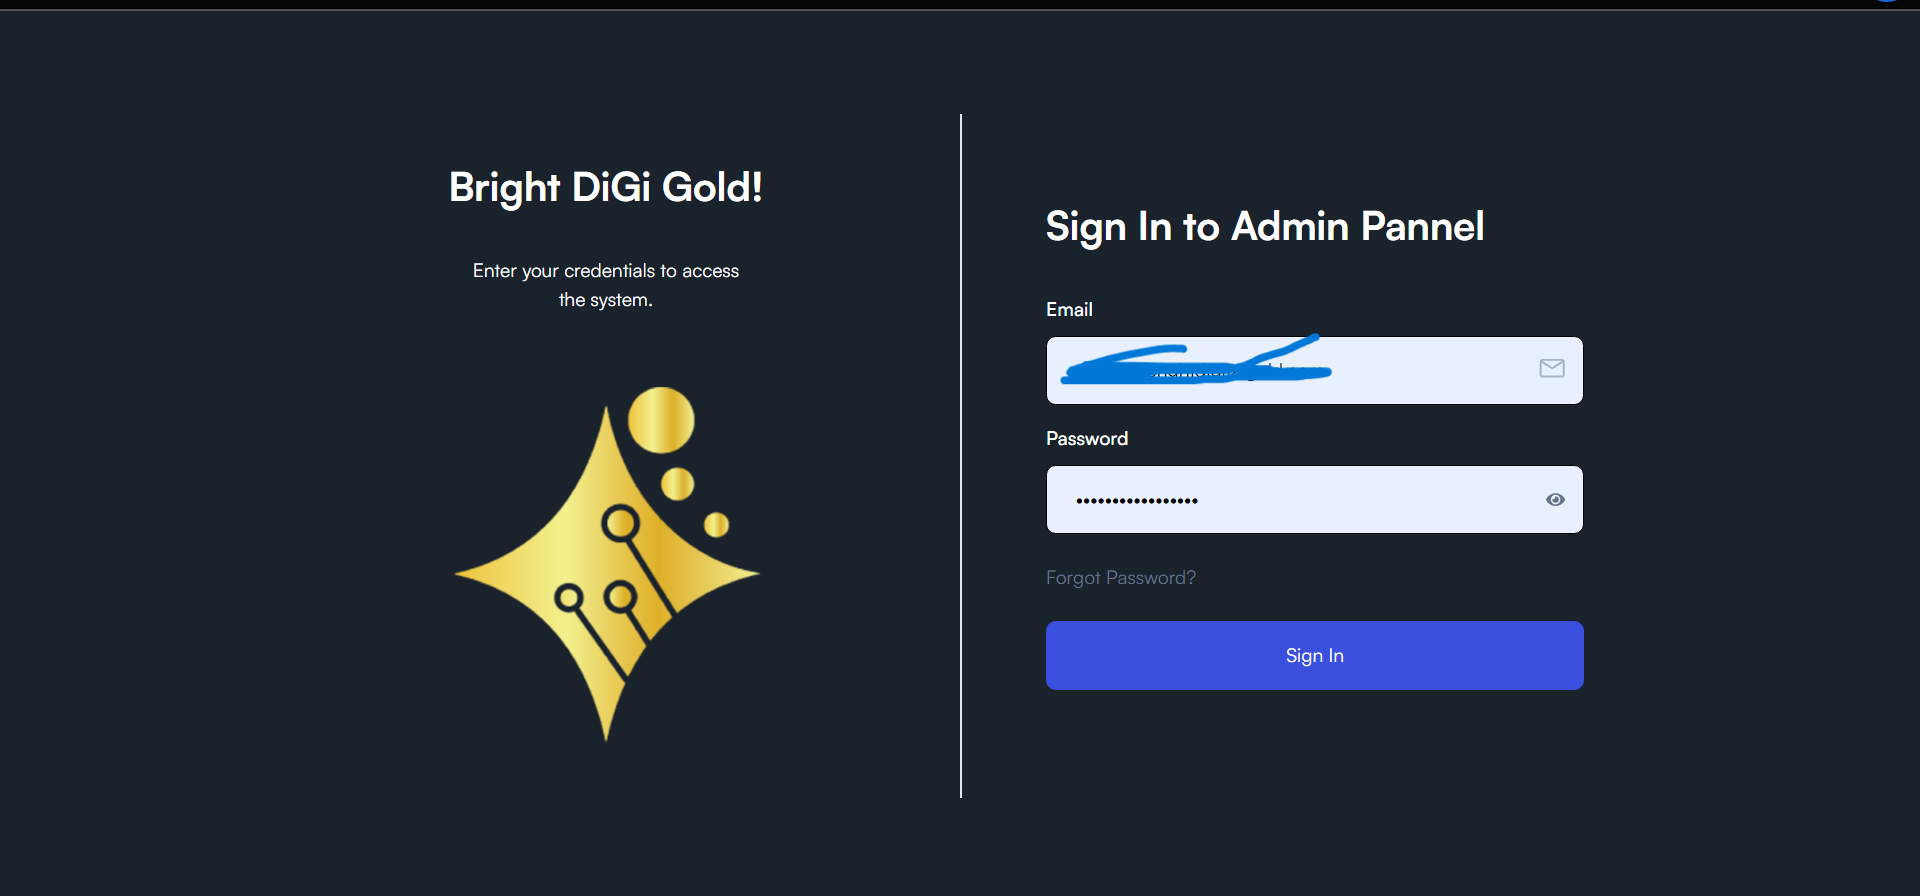 Bright DiGi Gold!
Enter your credentials to access
the system.
Sign In to Admin Pannel
Email
Password
•••••••••••••••••
Forgot Password?
Sign In